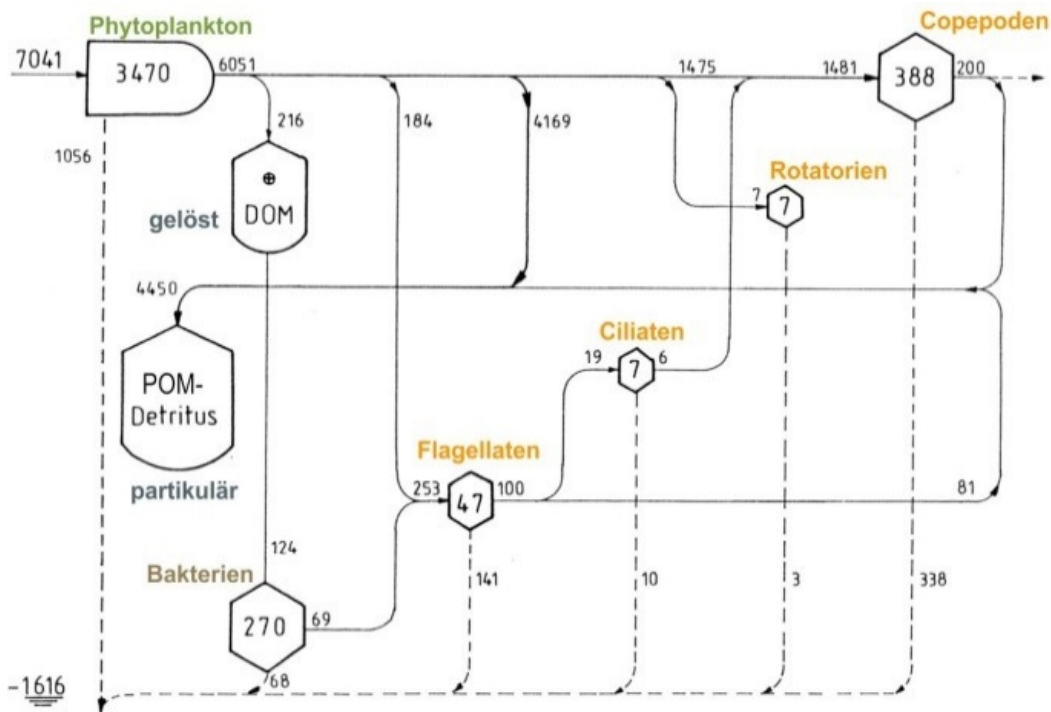 Phytoplankton
Copepoden
7041
3470
6051
1475
1481
388
200
216
184
4169
1056
Rotatorien
7
7
gelöst
⊕
DOM
4450
Ciliaten
19
7
6
POM-
Detritus
Flagellaten
partikulär
253
47
100
81
124
Bakterien
141
10
3
338
270
69
68
-1616